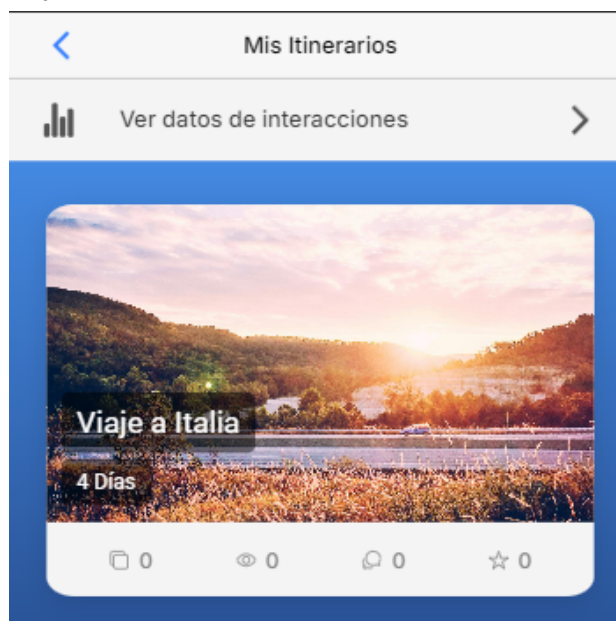 Mis Itinerarios
Ver datos de interacciones
Viaje a Italia
4 Días
0 0 0 0